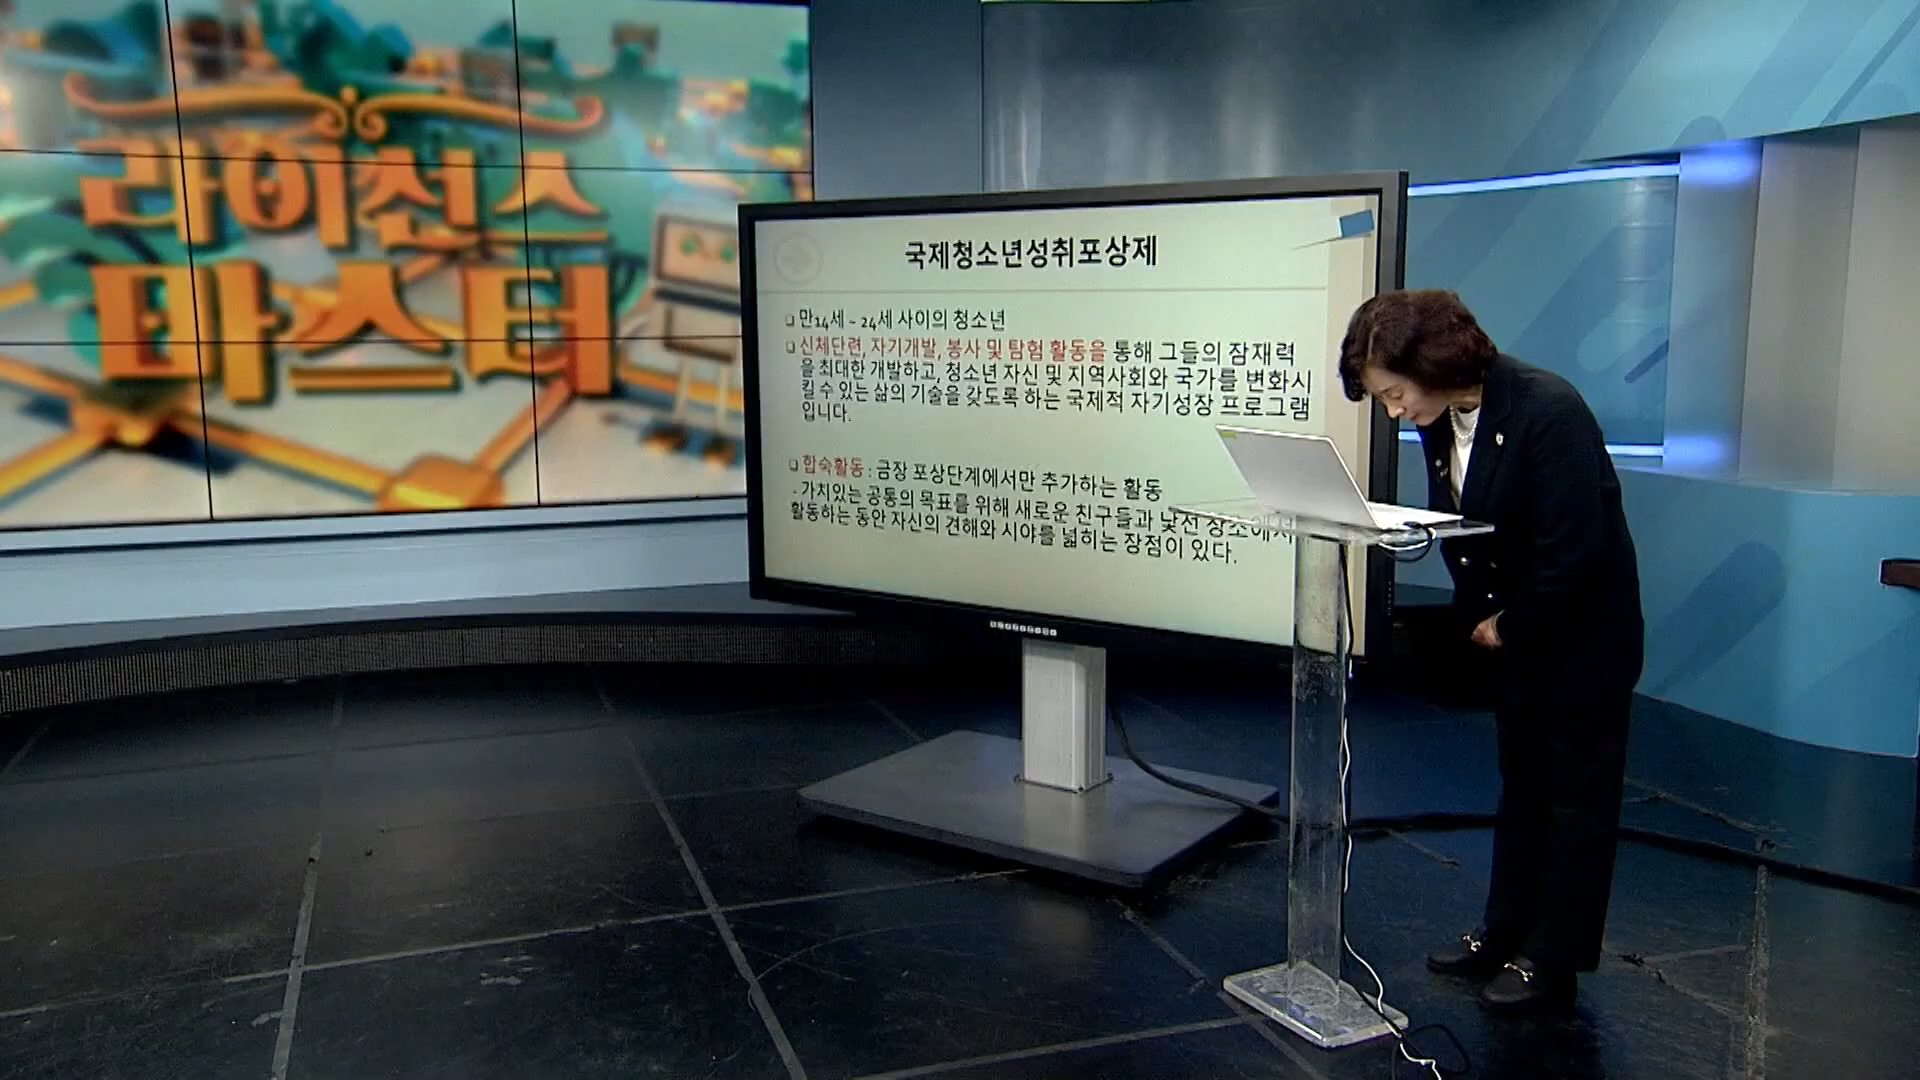 라이선스
마스터
국제청소년성취포상제
만14세 ~ 24세 사이의 청소년
신체단련, 자기개발, 봉사 및 탐험 활동을 통해 그들의 잠재력
을 최대한 개발하고, 청소년 자신 및 지역사회와 국가를 변화시
킬 수 있는 삶의 기술을 갖도록 하는 국제적 자기성장 프로그램
입니다.
합숙활동 : 금장 포상단계에서만 추가하는 활동
- 가치있는 공통의 목표를 위해 새로운 친구들과 낯선 장소에서
활동하는 동안 자신의 견해와 시야를 넓히는 장점이 있다.